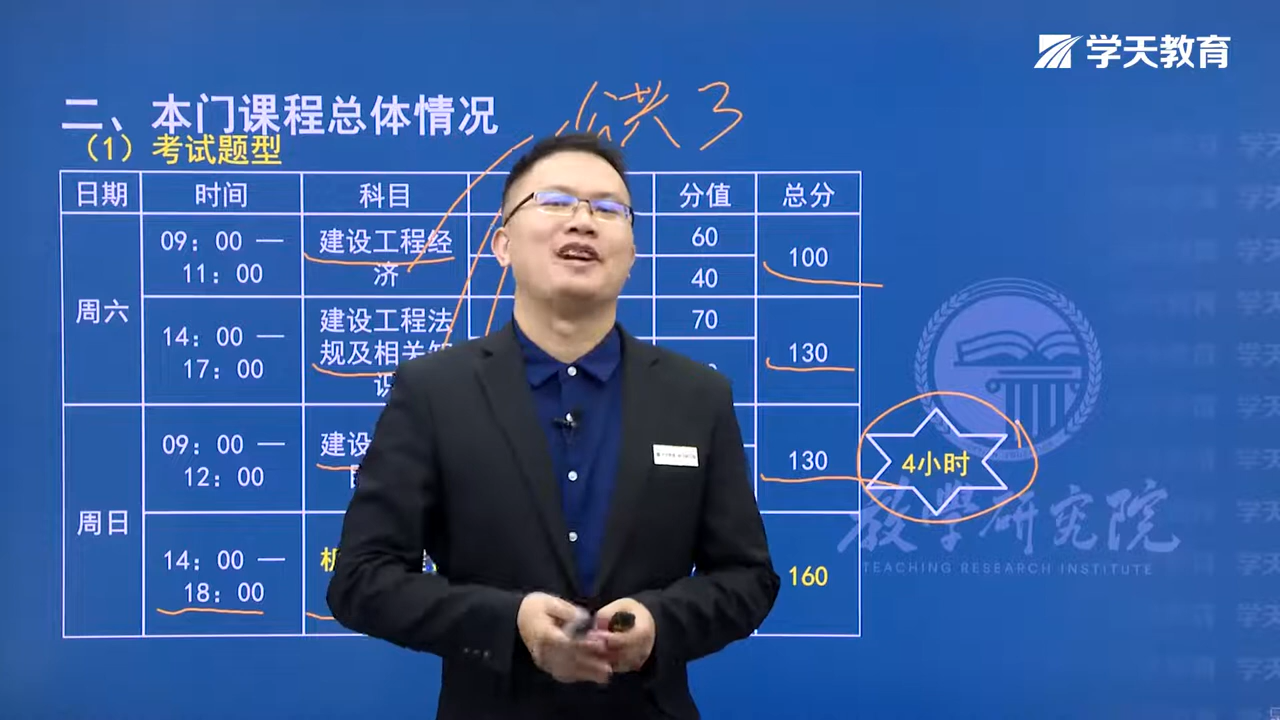 学天教育
二、本门课程总体情况
公共 3
（1）考试题型
日期 时间 科目 分值 总分
周六
09：00 —
11：00
建设工程经
济
60
40
100
14：00 —
17：00
建设工程法
规及相关知
识
70
130
周日
09：00 —
12：00
建设
130
4小时
14：00 —
18：00
机
160
教学研究院
TEACHING RESEARCH INSTITUTE